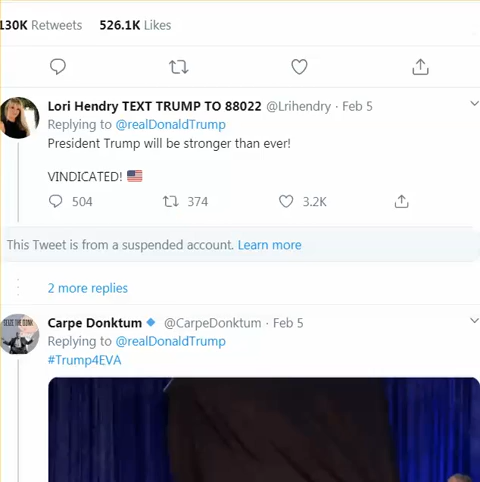 130K Retweets 526.1K Likes
Lori Hendry TEXT TRUMP TO 88022 @Lrihendry · Feb 5
Replying to @realDonaldTrump
President Trump will be stronger than ever!
VINDICATED! 🇺🇸
504 374 3.2K
This Tweet is from a suspended account. Learn more
2 more replies
Carpe Donktum 🔹 @CarpeDonktum · Feb 5
Replying to @realDonaldTrump
#Trump4EVA